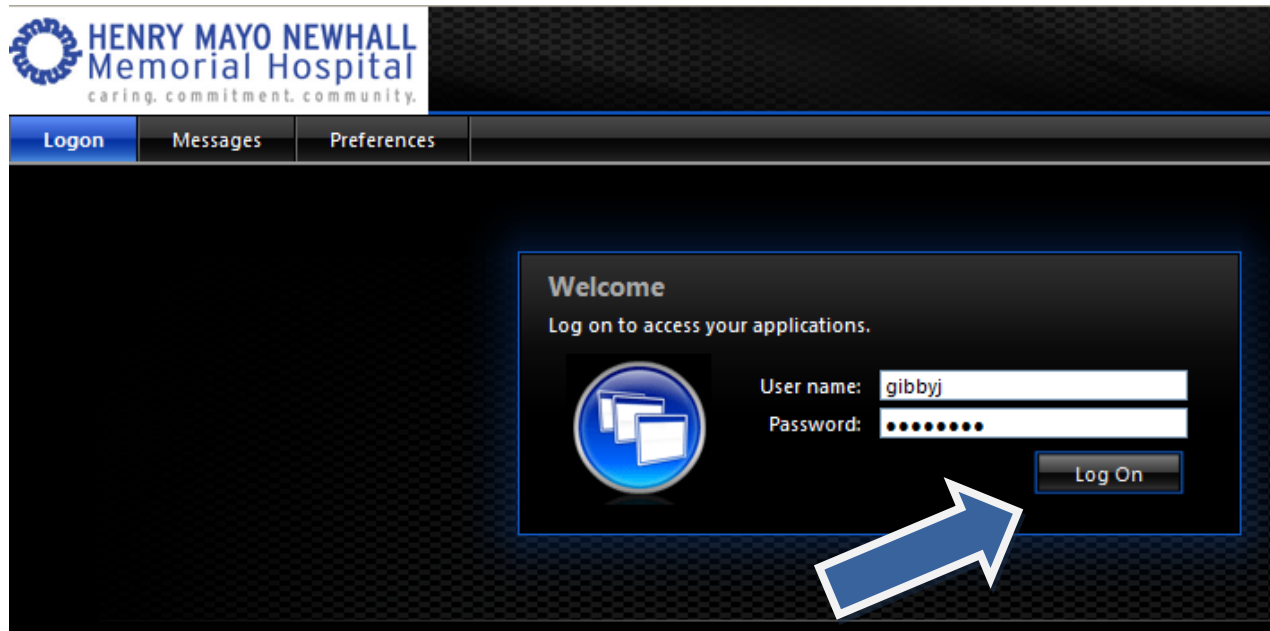 HENRY MAYO NEWHALL
Memorial Hospital
caring. commitment. community.
Logon Messages Preferences
Welcome
Log on to access your applications.
User name: gibbyj
Password: ●●●●●●●●
Log On